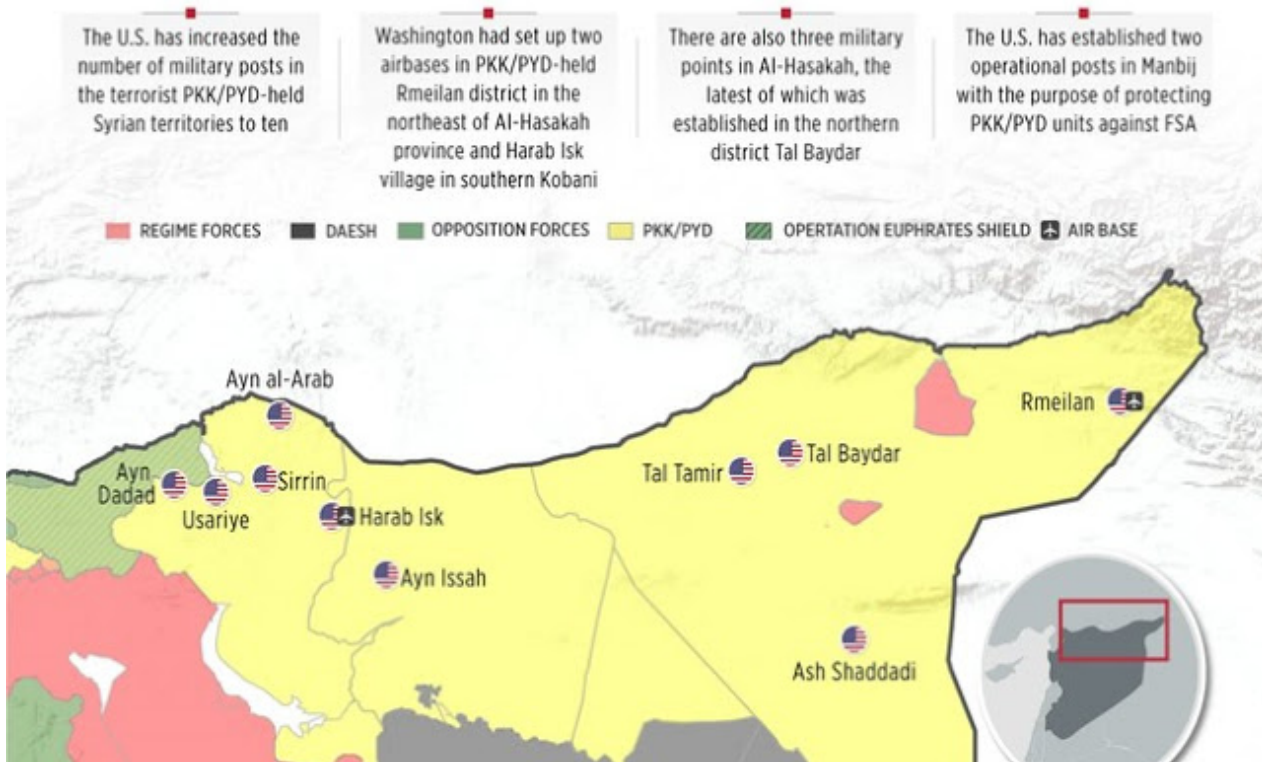 The U.S. has increased the
number of military posts in
the terrorist PKK/PYD-held
Syrian territories to ten
Washington had set up two
airbases in PKK/PYD-held
Rmeilan district in the
northeast of Al-Hasakah
province and Harab Isk
village in southern Kobani
There are also three military
points in Al-Hasakah, the
latest of which was
established in the northern
district Tal Baydar
The U.S. has established two
operational posts in Manbij
with the purpose of protecting
PKK/PYD units against FSA
REGIME FORCES
DAESH
OPPOSITION FORCES
PKK/PYD
OPERTATION EUPHRATES SHIELD
AIR BASE
Ayn al-Arab
Rmeilan
Tal Baydar
Tal Tamir
Ayn
Dadad
Sirrin
Usariye
Harab Isk
Ayn Issah
Ash Shaddadi